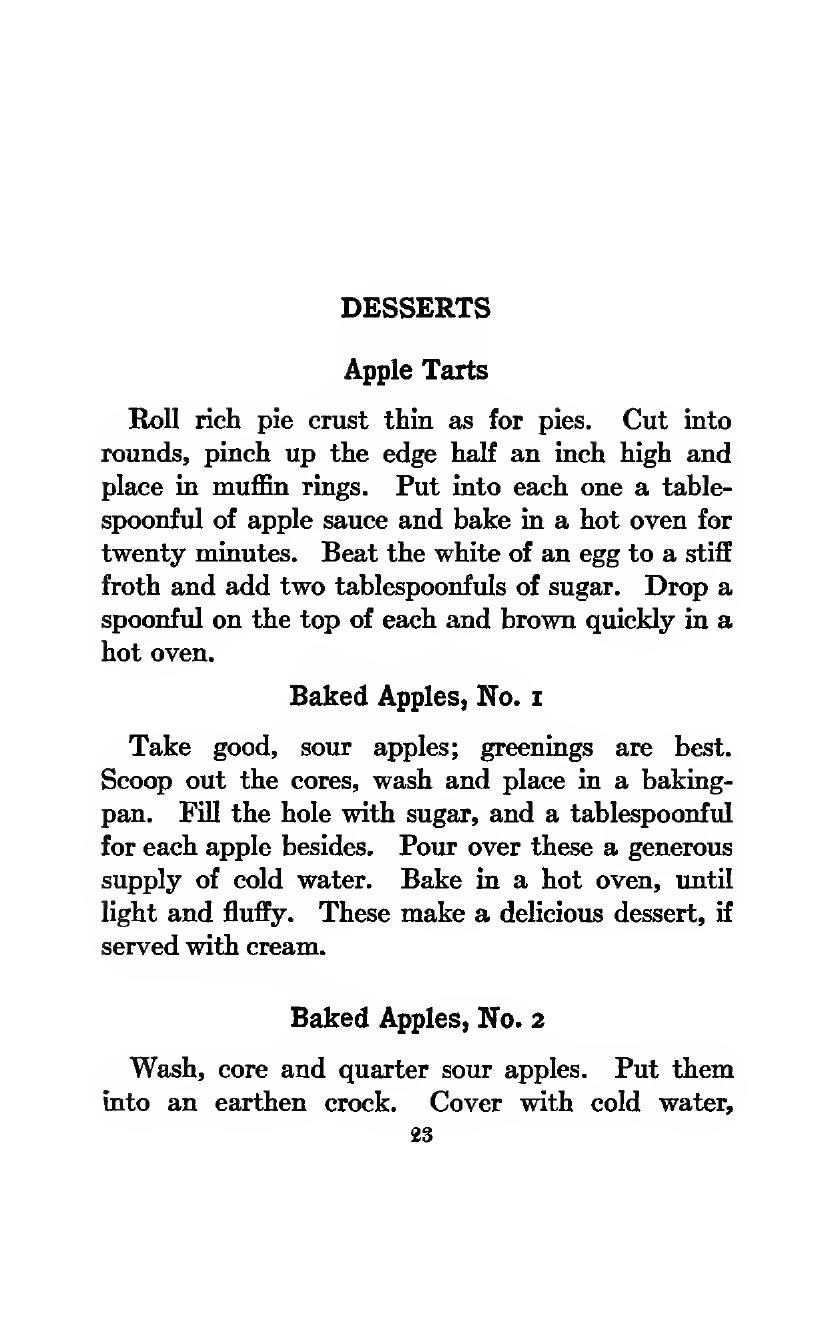 DESSERTS
Apple Tarts
Roll rich pie crust thin as for pies. Cut into
rounds, pinch up the edge half an inch high and
place in muffin rings. Put into each one a table-
spoonful of apple sauce and bake in a hot oven for
twenty minutes. Beat the white of an egg to a stiff
froth and add two tablespoonfuls of sugar. Drop a
spoonful on the top of each and brown quickly in a
hot oven.
Baked Apples, No. 1
Take good, sour apples; greenings are best.
Scoop out the cores, wash and place in a baking-
pan. Fill the hole with sugar, and a tablespoonful
for each apple besides. Pour over these a generous
supply of cold water. Bake in a hot oven, until
light and fluffy. These make a delicious dessert, if
served with cream.
Baked Apples, No. 2
Wash, core and quarter sour apples. Put them
into an earthen crock. Cover with cold water,
23